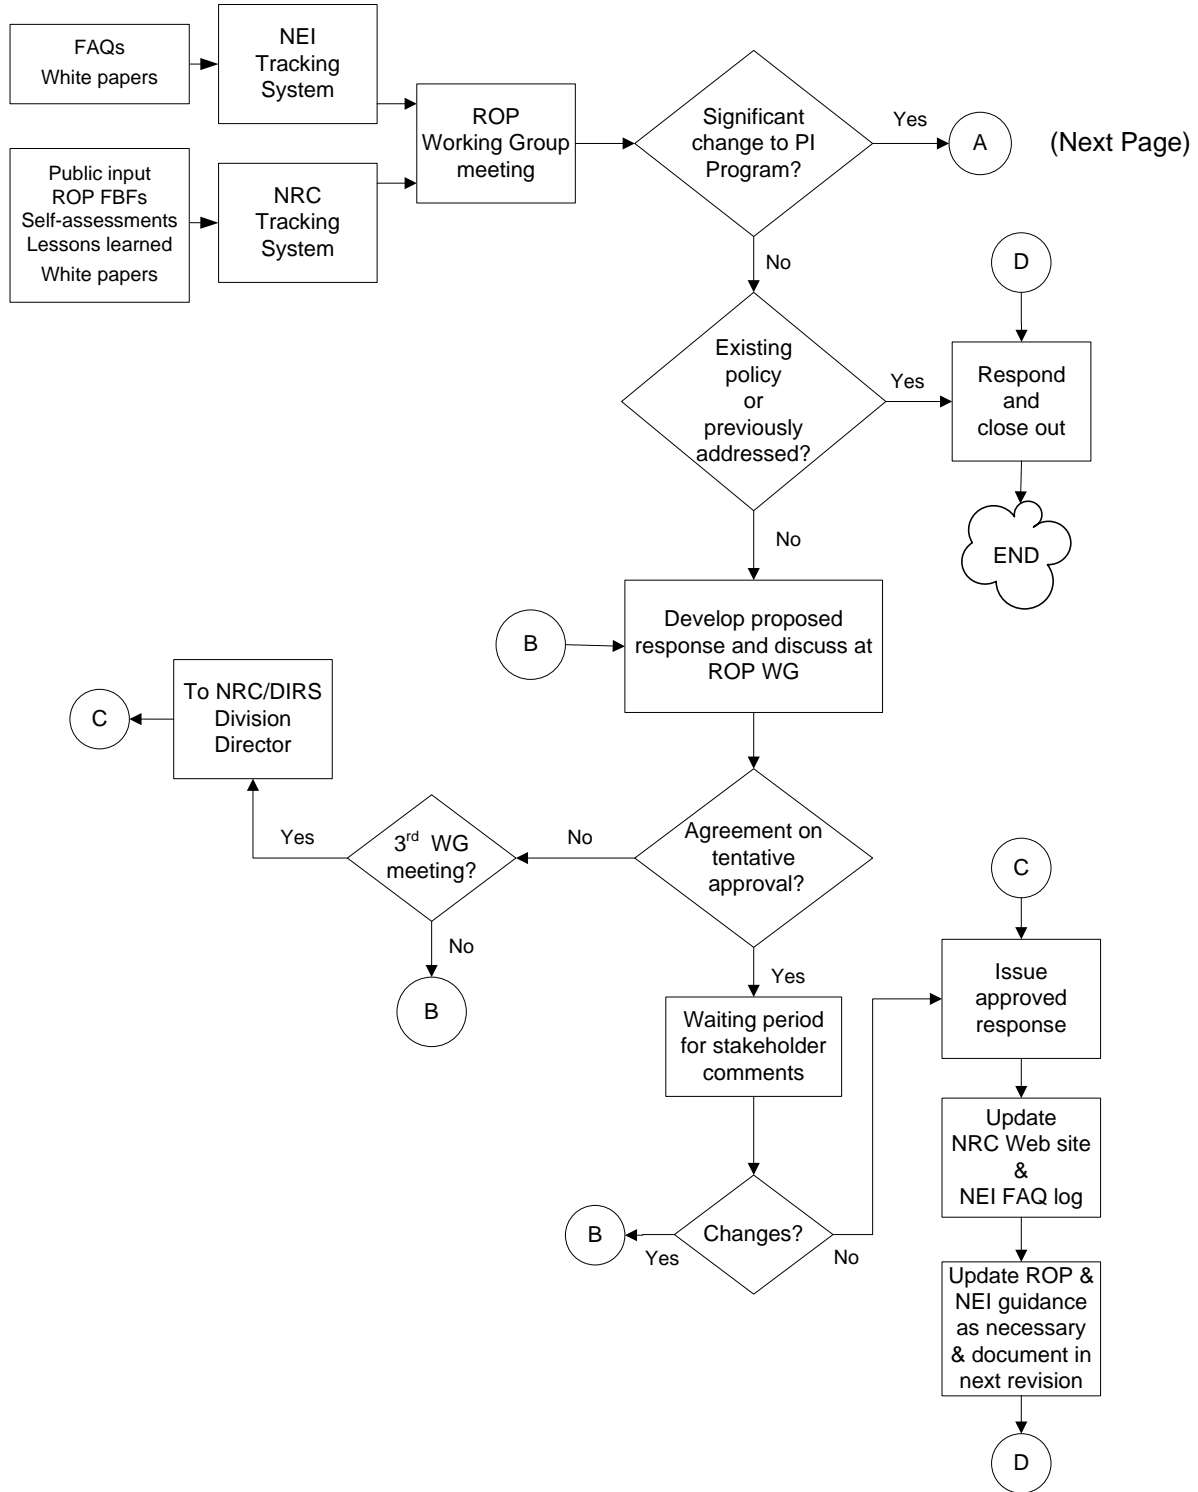 FAQs
White papers
NEI
Tracking
System
Public input
ROP FBFs
Self-assessments
Lessons learned
White papers
NRC
Tracking
System
ROP
Working Group
meeting
Significant
change to PI
Program?
Yes
A
(Next Page)
No
Existing
policy
or
previously
addressed?
Yes
D
Respond
and
close out
END
No
B
Develop proposed
response and discuss at
ROP WG
Agreement on
tentative
approval?
No
3rd WG
meeting?
Yes
To NRC/DIRS
Division
Director
C
No
B
Yes
Waiting period
for stakeholder
comments
Changes?
Yes
B
No
C
Issue
approved
response
Update
NRC Web site
&
NEI FAQ log
Update ROP &
NEI guidance
as necessary
& document in
next revision
D